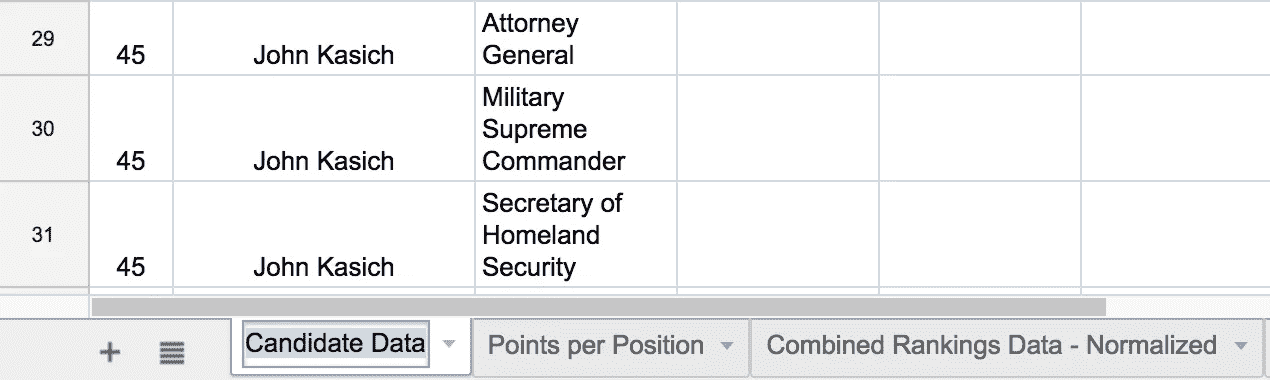 29 45 John Kasich Attorney
General
30 45 John Kasich Military
Supreme
Commander
31 45 John Kasich Secretary of
Homeland
Security
Candidate Data Points per Position Combined Rankings Data - Normalized